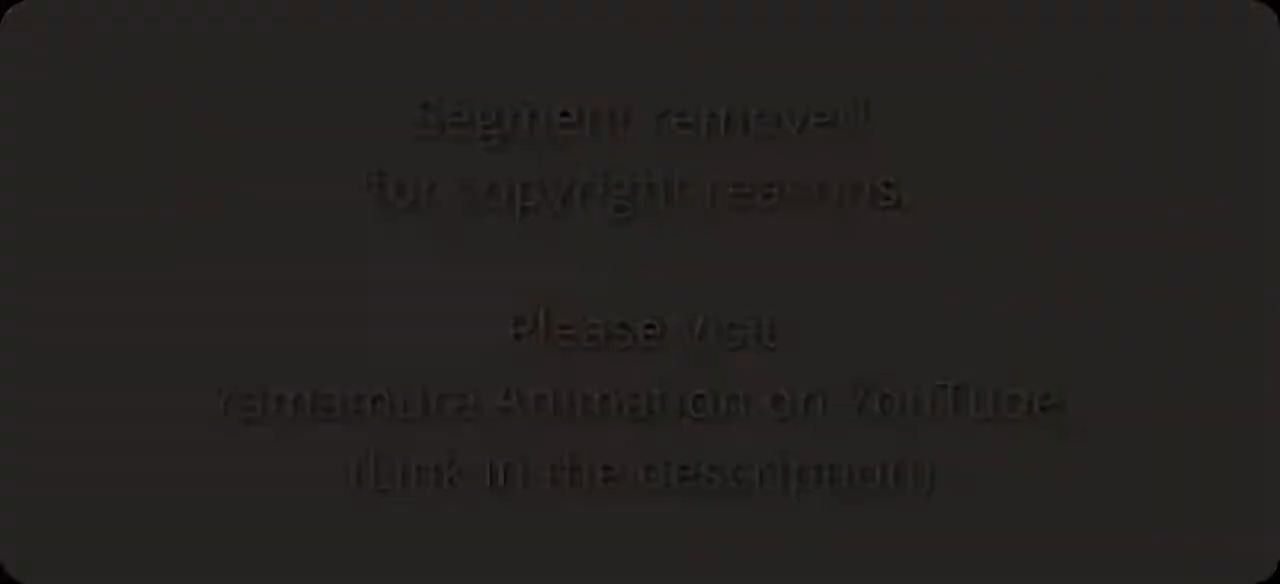 Segment removed
for copyright reasons
Please visit
Yamamura Animation on YouTube
(Link in the description)